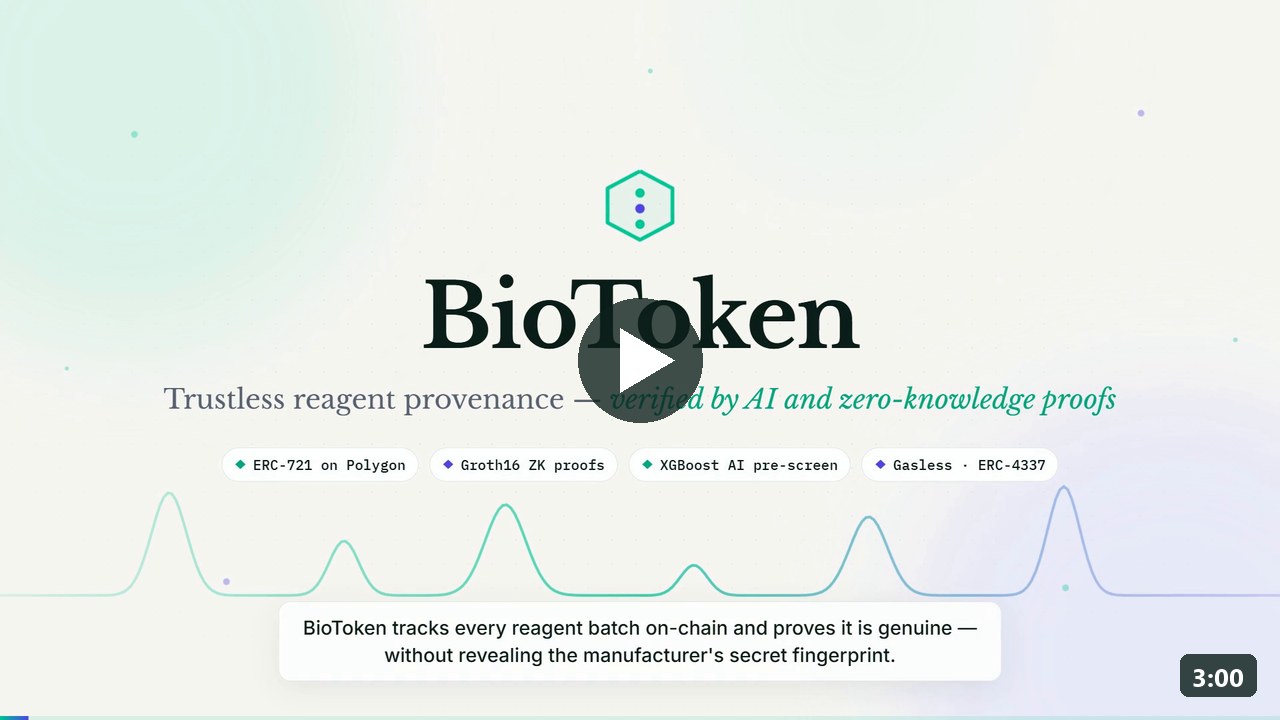 BioToken
Trustless reagent provenance — verified by AI and zero-knowledge proofs
ERC-721 on Polygon
Groth16 ZK proofs
XGBoost AI pre-screen
Gasless · ERC-4337
BioToken tracks every reagent batch on-chain and proves it is genuine —
without revealing the manufacturer's secret fingerprint.
3:00